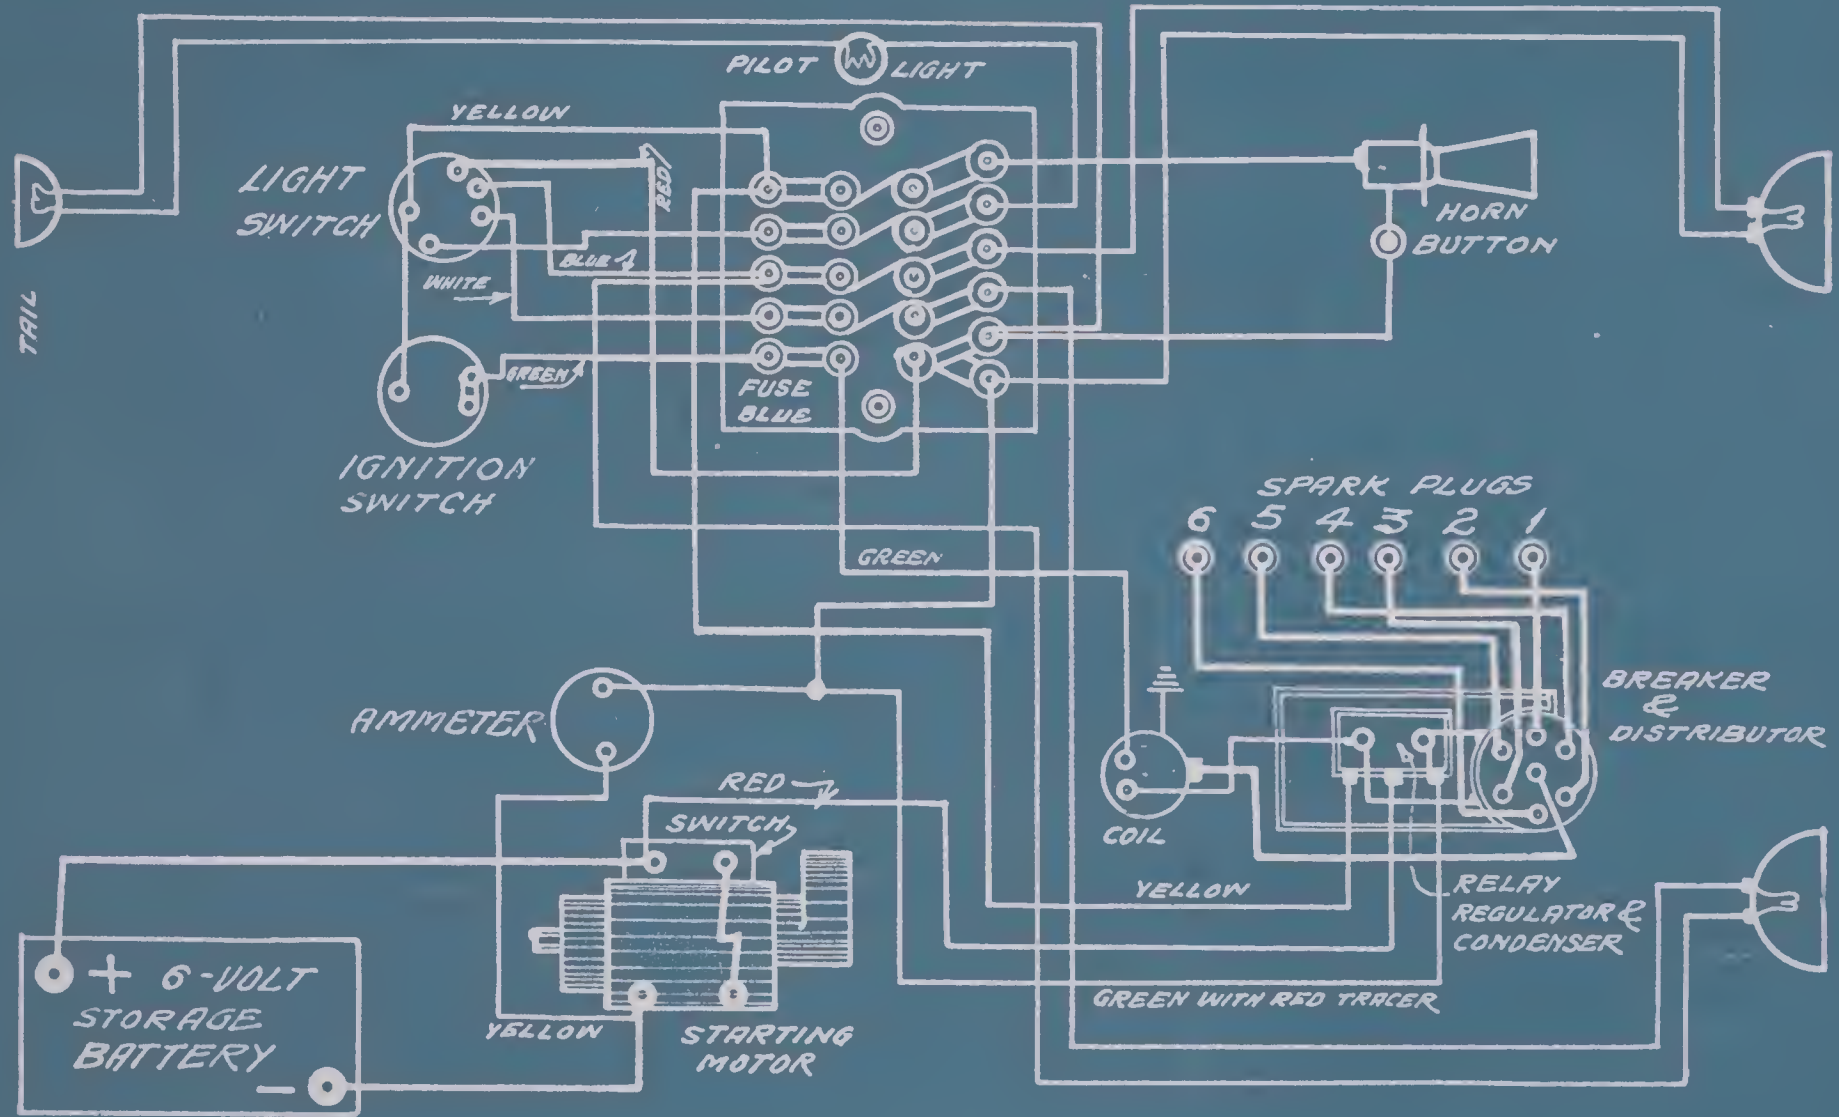 PILOT LIGHT
YELLOW
LIGHT
SWITCH
RED
HORN
BUTTON
BLUE
WHITE
TAIL
GREEN
FUSE
BLUE
IGNITION
SWITCH
SPARK PLUGS
6 5 4 3 2 1
GREEN
BREAKER
&
DISTRIBUTOR
AMMETER
RED
SWITCH
COIL
YELLOW
RELAY
REGULATOR &
CONDENSER
+ 6-VOLT
STORAGE
BATTERY
-
YELLOW
STARTING
MOTOR
GREEN WITH RED TRACER